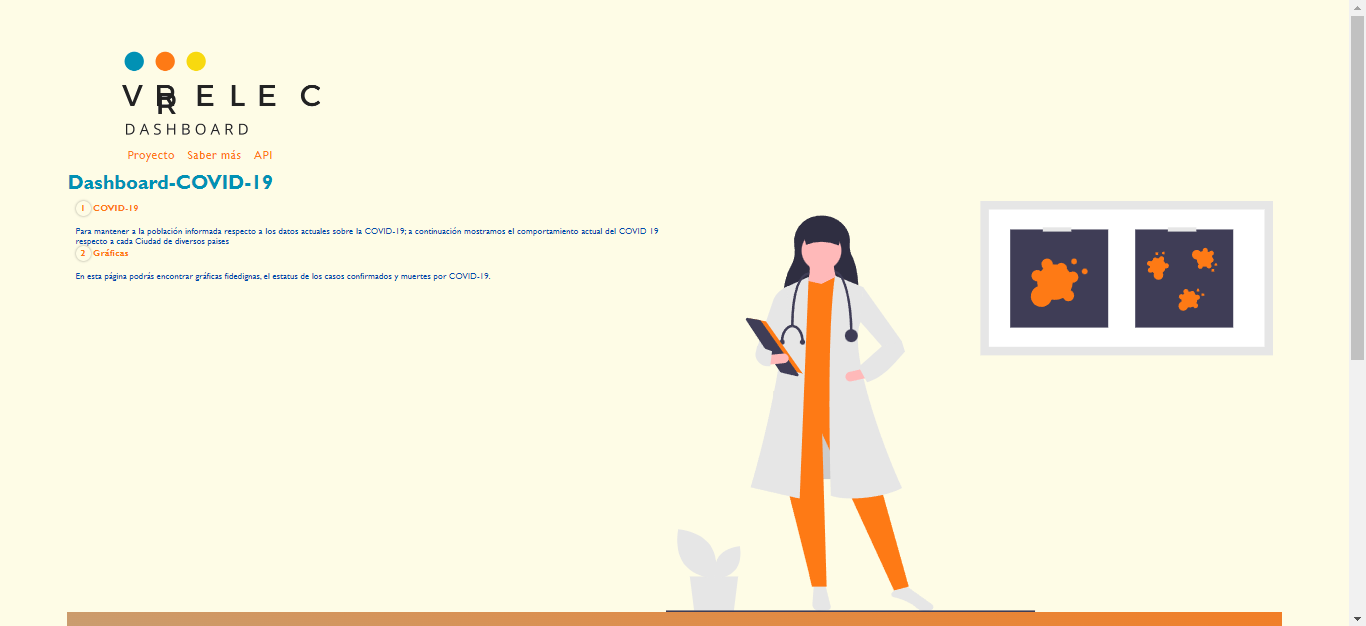 V R E L E C
DASHBOARD
Proyecto Saber más API
Dashboard-COVID-19
1 COVID-19
Para mantener a la población informada respecto a los datos actuales sobre la COVID-19; a continuación mostramos el comportamiento actual del COVID 19
respecto a cada Ciudad de diversos paises
2 Gráficas
En esta página podrás encontrar gráficas fidedignas, el estatus de los casos confirmados y muertes por COVID-19.